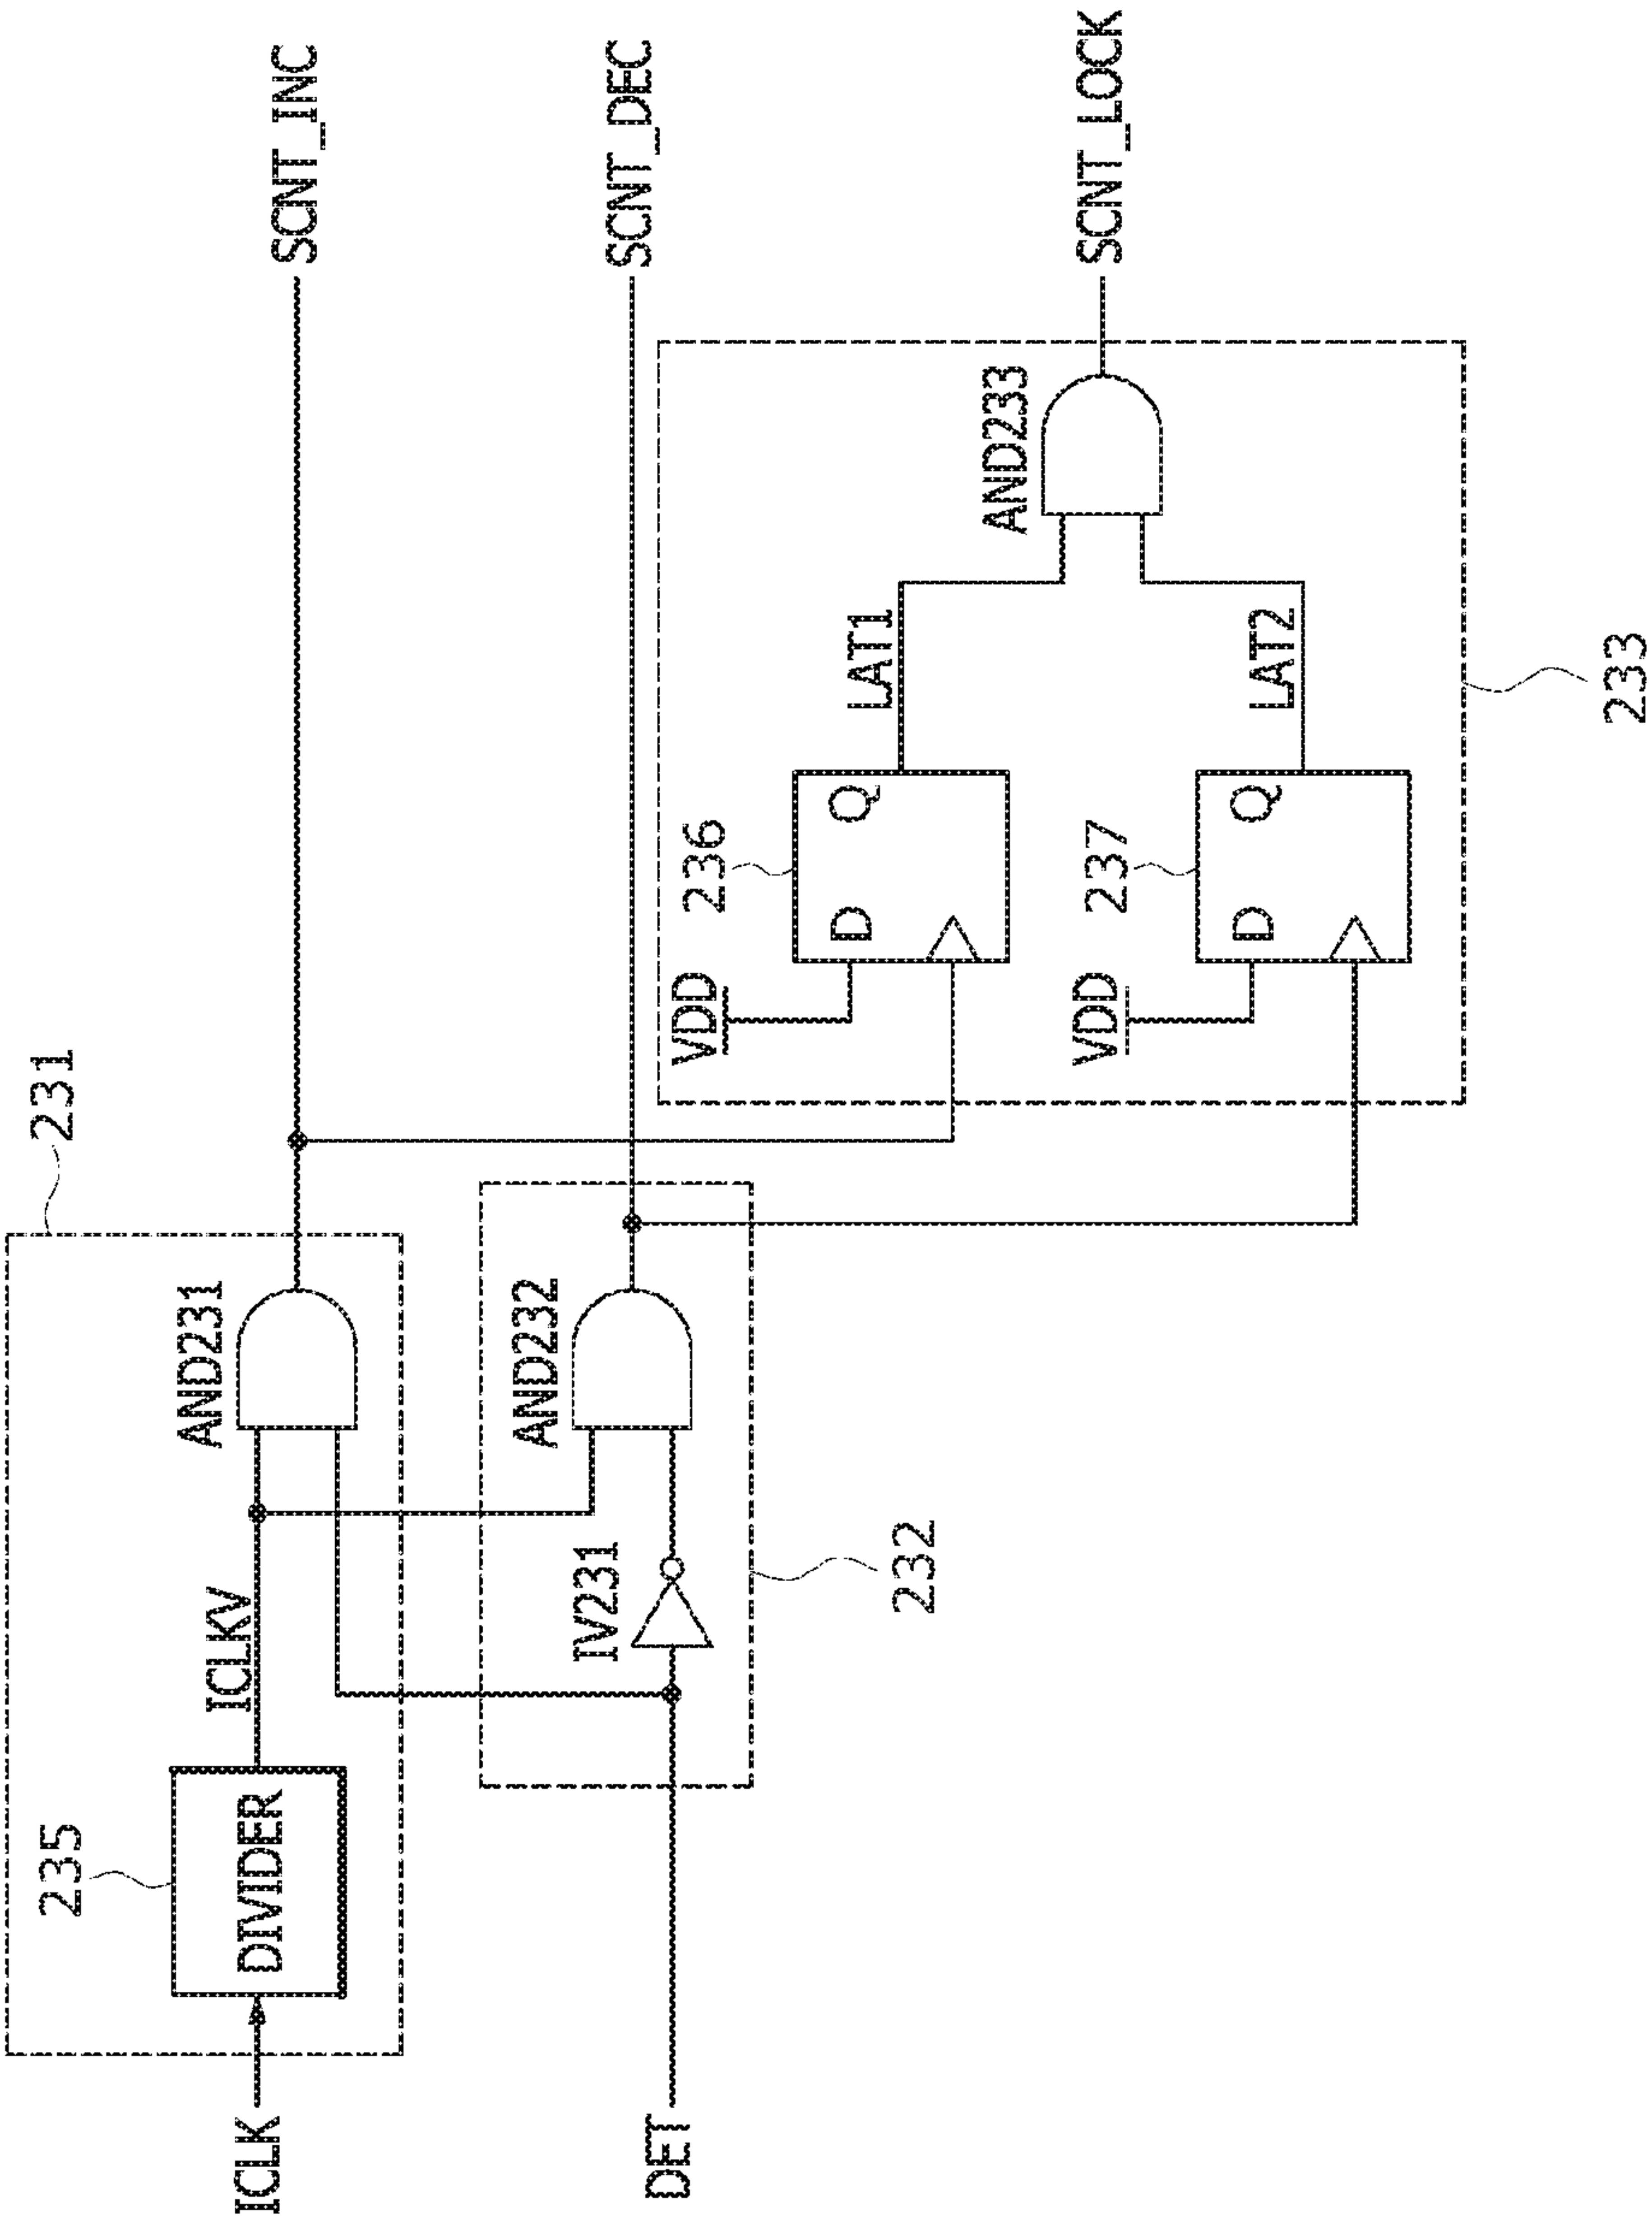 231
235
ICLK
DIVIDER
ICLKV
AND231
SCNT_INC
DET
IV231
AND232
SCNT_DEC
232
VDD
236
D
Q
LAT1
AND233
SCNT_LOCK
VDD
237
D
Q
LAT2
233